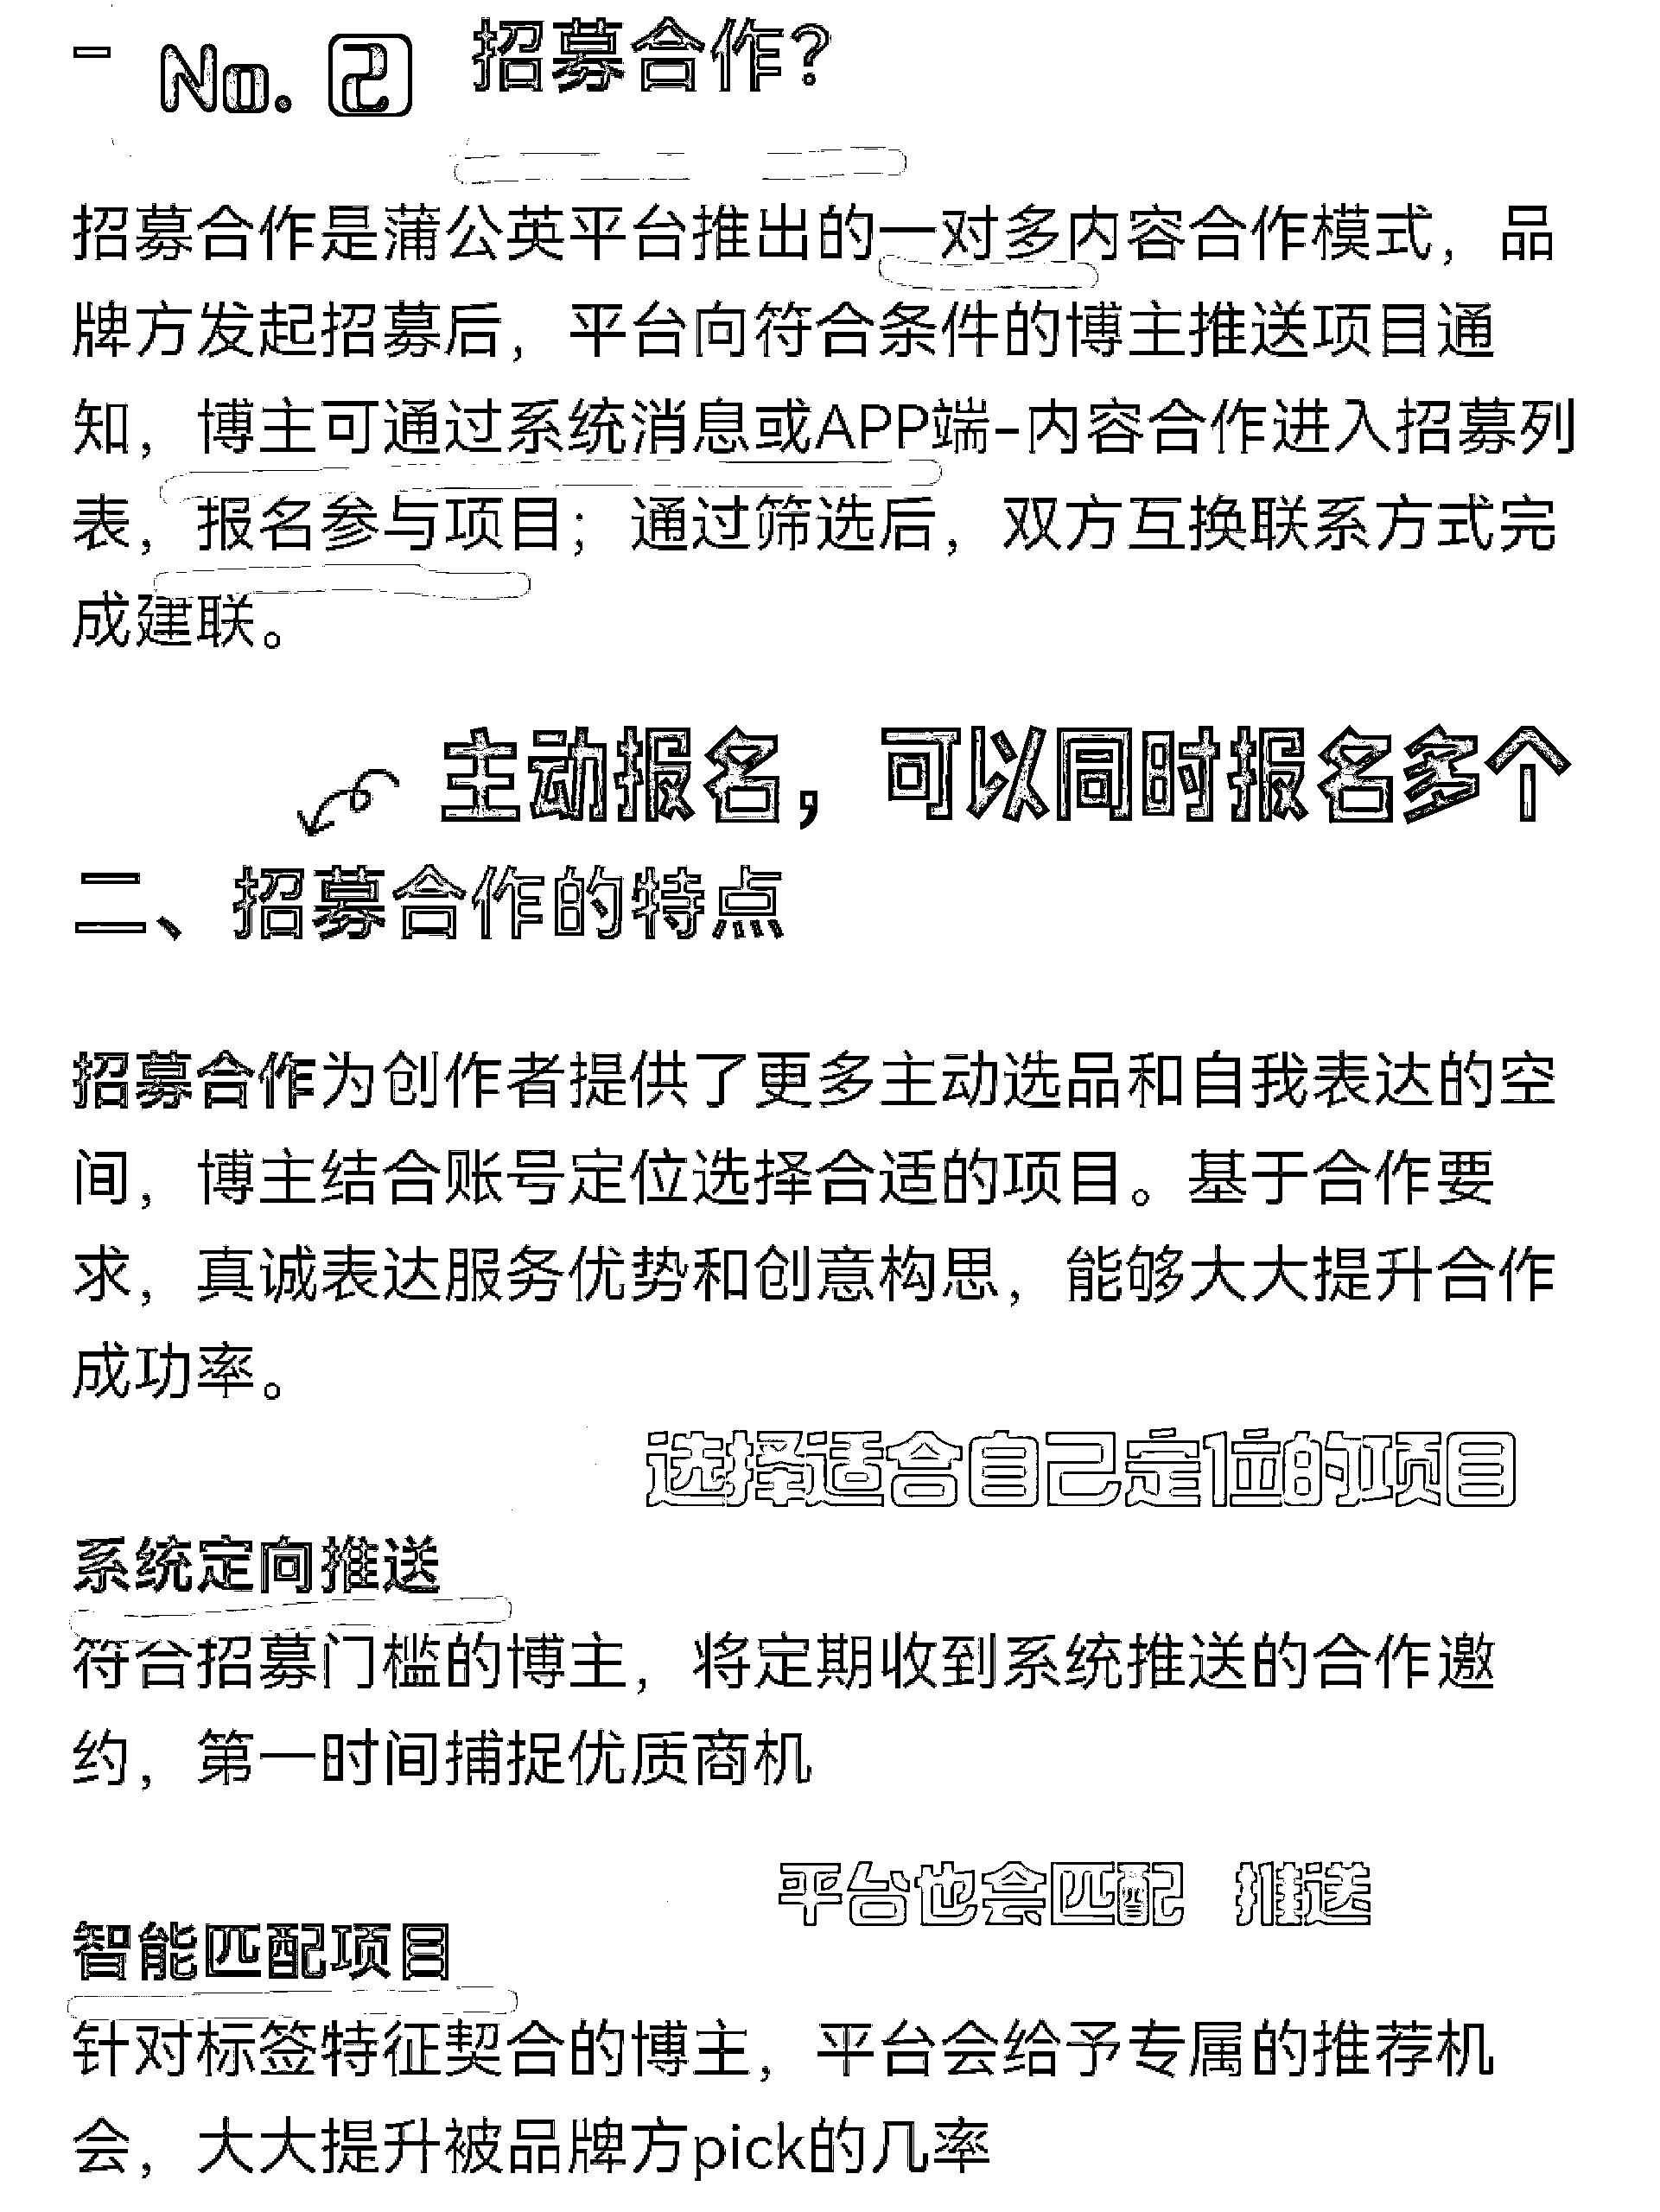 No. 2 招募合作？
招募合作是蒲公英平台推出的一对多内容合作模式，品
牌方发起招募后，平台向符合条件的博主推送项目通
知，博主可通过系统消息或APP端-内容合作进入招募列
表，报名参与项目；通过筛选后，双方互换联系方式完
成建联。
主动报名，可以同时报名多个
二、招募合作的特点
招募合作为创作者提供了更多主动选品和自我表达的空
间，博主结合账号定位选择合适的项目。基于合作要
求，真诚表达服务优势和创意构思，能够大大提升合作
成功率。
选择适合自己定位的项目
系统定向推送
符合招募门槛的博主，将定期收到系统推送的合作邀
约，第一时间捕捉优质商机
平台也会匹配 推送
智能匹配项目
针对标签特征契合的博主，平台会给予专属的推荐机
会，大大提升被品牌方pick的几率